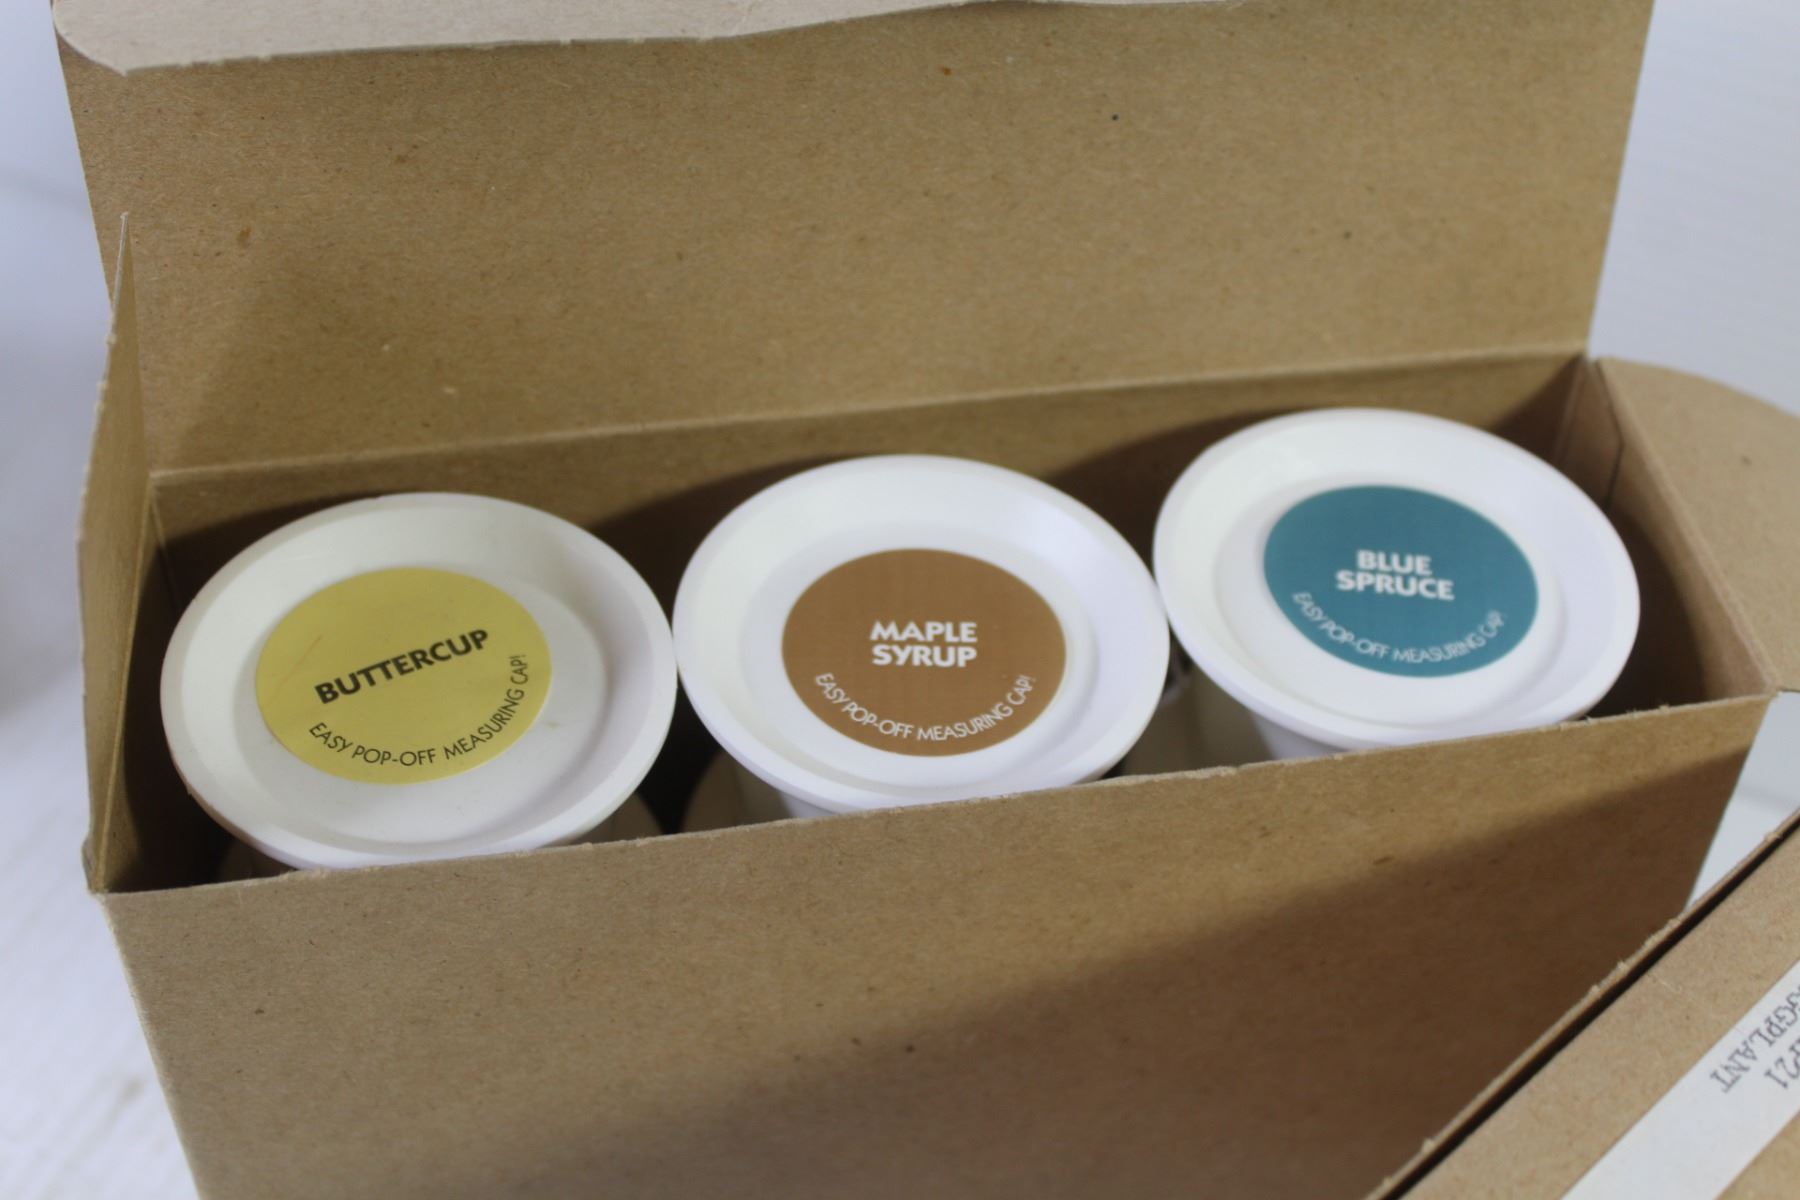 BUTTERCUP
EASY POP-OFF MEASURING CAP!
MAPLE
SYRUP
EASY POP-OFF MEASURING CAP!
BLUE
SPRUCE
EASY POP-OFF MEASURING CAP!